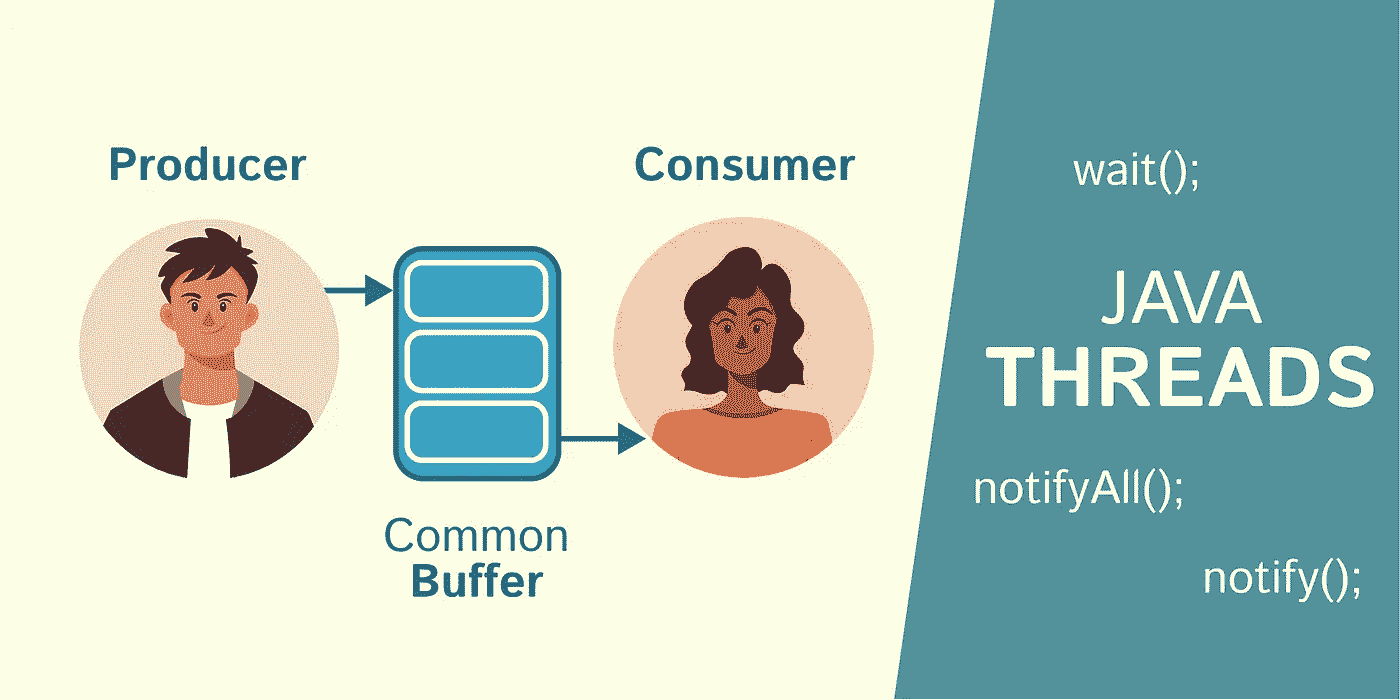 Producer
Consumer
Common
Buffer
wait();
JAVA
THREADS
notifyAll();
notify();